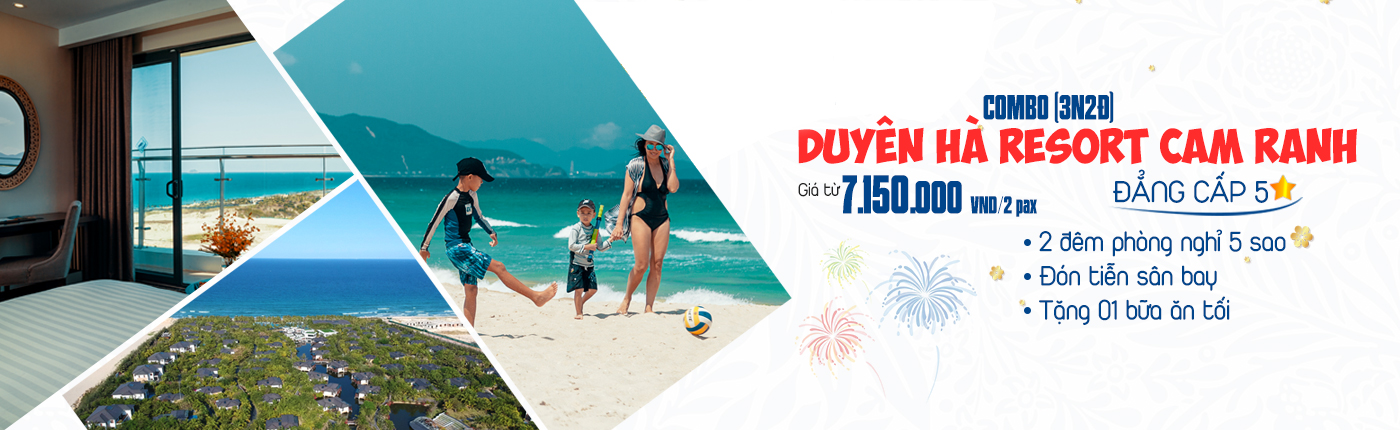 COMBO (3N2Đ)
DUYÊN HÀ RESORT CAM RANH
Giá từ 7.150.000 VND/2 pax
ĐẲNG CẤP 5
• 2 đêm phòng nghỉ 5 sao
• Đón tiễn sân bay
• Tặng 01 bữa ăn tối